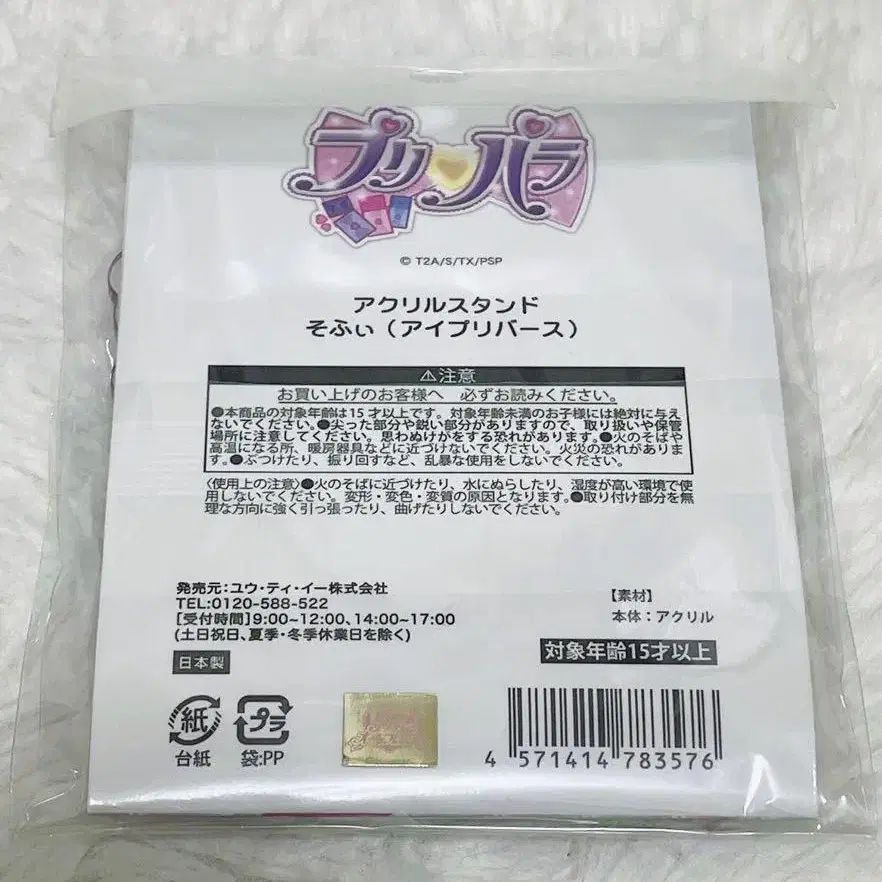 プリパラ
© T2A/S/TX/PSP
アクリルスタンド
そふぃ（アイプリバース）
⚠注意
お買い上げのお客様へ 必ずお読みください。
●本商品の対象年齢は15才以上です。対象年齢未満のお子様には絶対に与え
ないでください。●尖った部分や鋭い部分がありますので、取り扱いや保管
場所に注意してください。思わぬけがをする恐れがあります。●火のそばや
高温になる所、暖房器具などに近づけないでください。火災の恐れがありま
す。●ぶつけたり、振り回すなど、乱暴な使用をしないでください。
〈使用上の注意〉●火のそばに近づけたり、水にぬらしたり、湿度が高い環境で使
用しないでください。変形・変色・変質の原因となります。●取り付け部分を無
理な方向に強く引っ張ったり、曲げたりしないでください。
発売元:ユウ・ティ・イー株式会社
TEL:0120-588-522
[受付時間]9:00~12:00、14:00~17:00
(土日祝日、夏季・冬季休業日を除く)
日本製
【素材】
本体：アクリル
対象年齢15才以上
紙
台紙
プラ
袋:PP
4 571414 783576